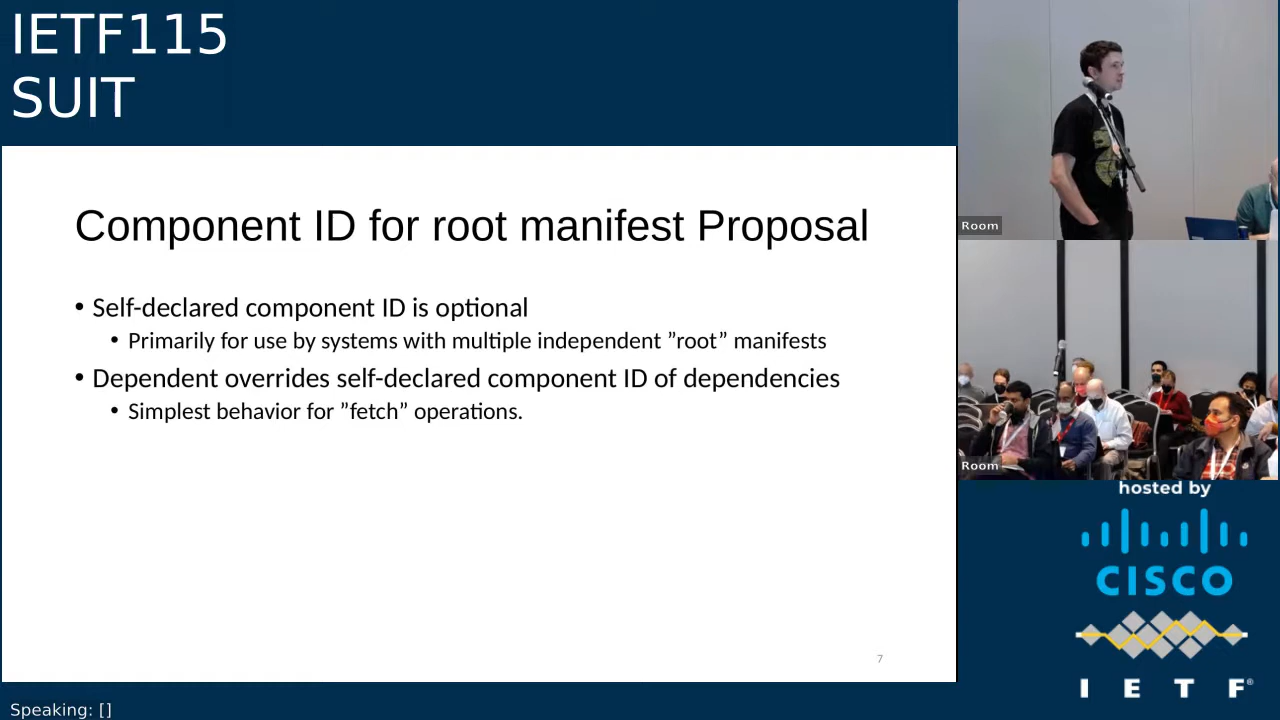 IETF115
SUIT
Component ID for root manifest Proposal
• Self-declared component ID is optional
• Primarily for use by systems with multiple independent ”root” manifests
• Dependent overrides self-declared component ID of dependencies
• Simplest behavior for ”fetch” operations.
7
Room
Room
hosted by
CISCO
I E T F®
Speaking: []